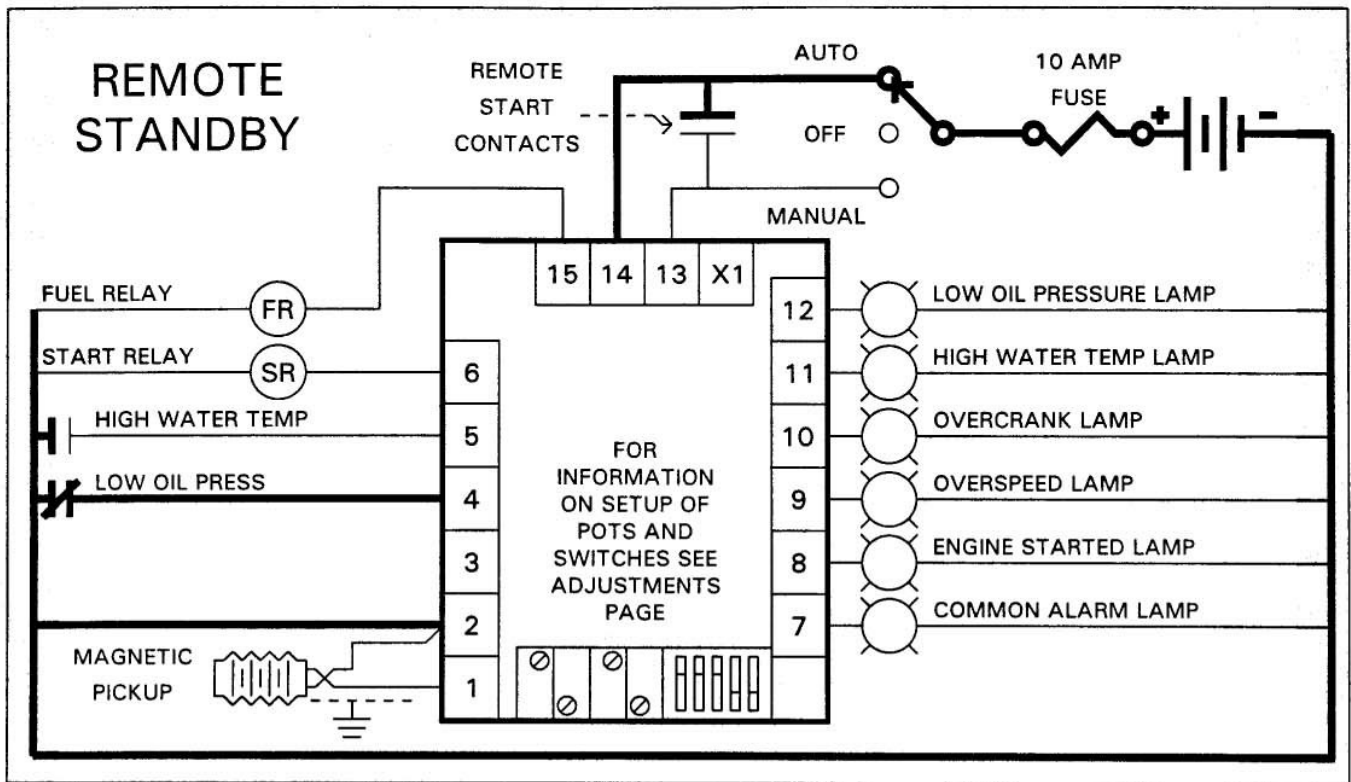 REMOTE
STANDBY
REMOTE
START
CONTACTS
AUTO
OFF
MANUAL
10 AMP
FUSE
+
-
15 14 13 X1
FUEL RELAY
FR
START RELAY
SR
HIGH WATER TEMP
LOW OIL PRESS
MAGNETIC
PICKUP
6
5
4
3
2
1
FOR
INFORMATION
ON SETUP OF
POTS AND
SWITCHES SEE
ADJUSTMENTS
PAGE
12
11
10
9
8
7
LOW OIL PRESSURE LAMP
HIGH WATER TEMP LAMP
OVERCRANK LAMP
OVERSPEED LAMP
ENGINE STARTED LAMP
COMMON ALARM LAMP